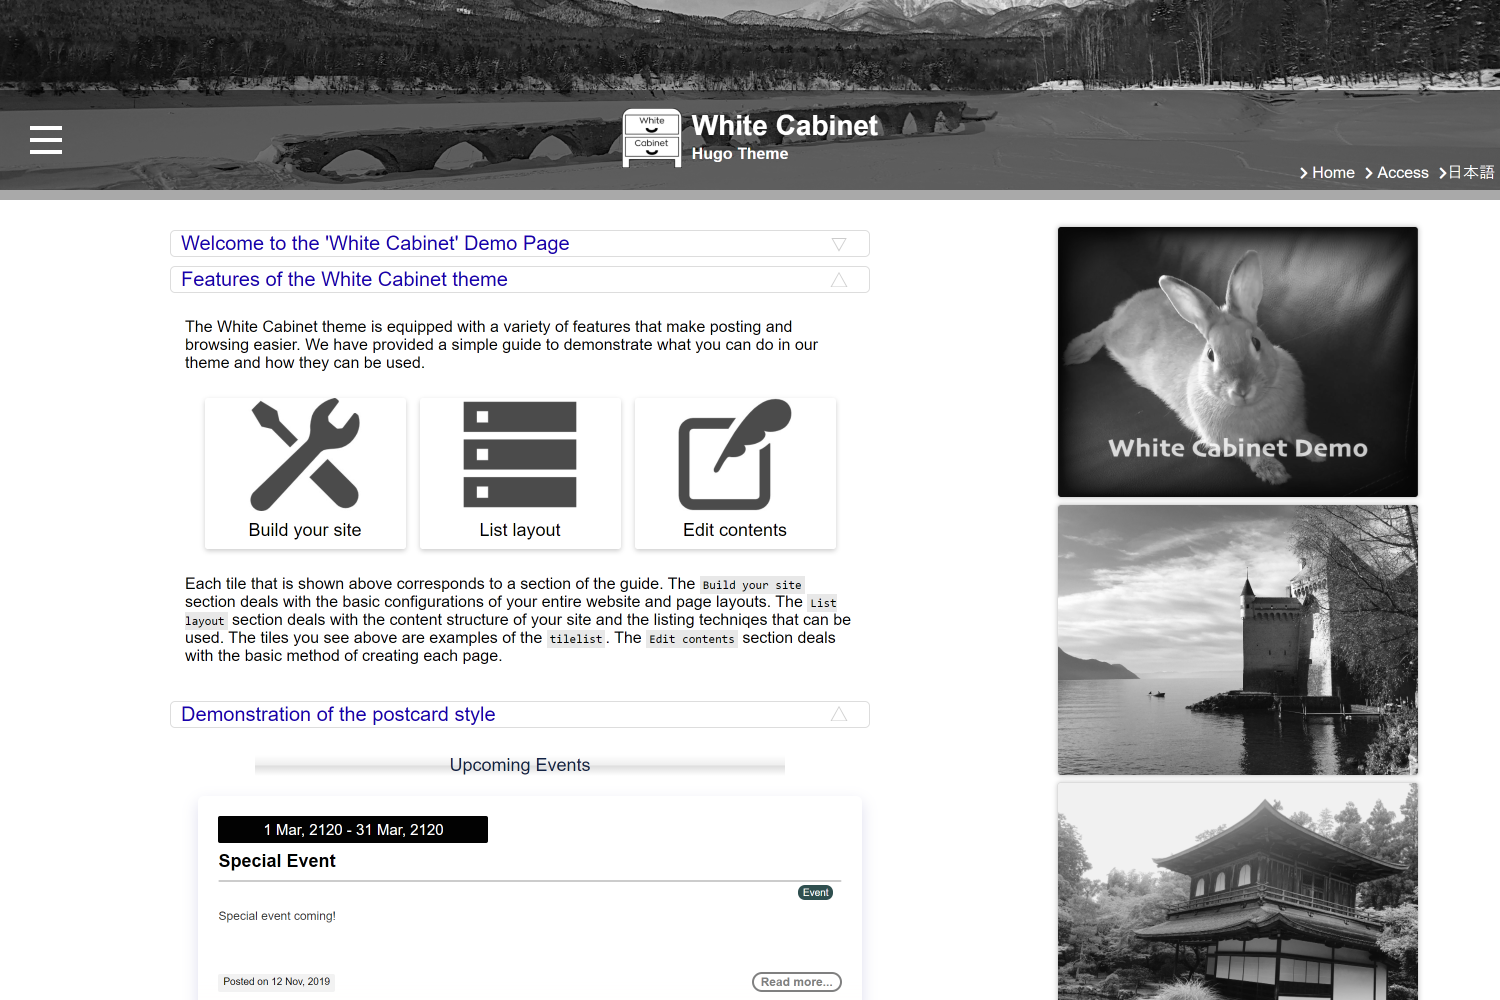 White
Cabinet
White Cabinet
Hugo Theme
Home
Access
日本語
Welcome to the 'White Cabinet' Demo Page
Features of the White Cabinet theme
The White Cabinet theme is equipped with a variety of features that make posting and
browsing easier. We have provided a simple guide to demonstrate what you can do in our
theme and how they can be used.
Build your site
List layout
Edit contents
Each tile that is shown above corresponds to a section of the guide. The Build your site
section deals with the basic configurations of your entire website and page layouts. The List
layout section deals with the content structure of your site and the listing techniqes that can be
used. The tiles you see above are examples of the tilelist. The Edit contents section deals
with the basic method of creating each page.
Demonstration of the postcard style
Upcoming Events
1 Mar, 2120 - 31 Mar, 2120
Special Event
Event
Special event coming!
Posted on 12 Nov, 2019
Read more...
White Cabinet Demo